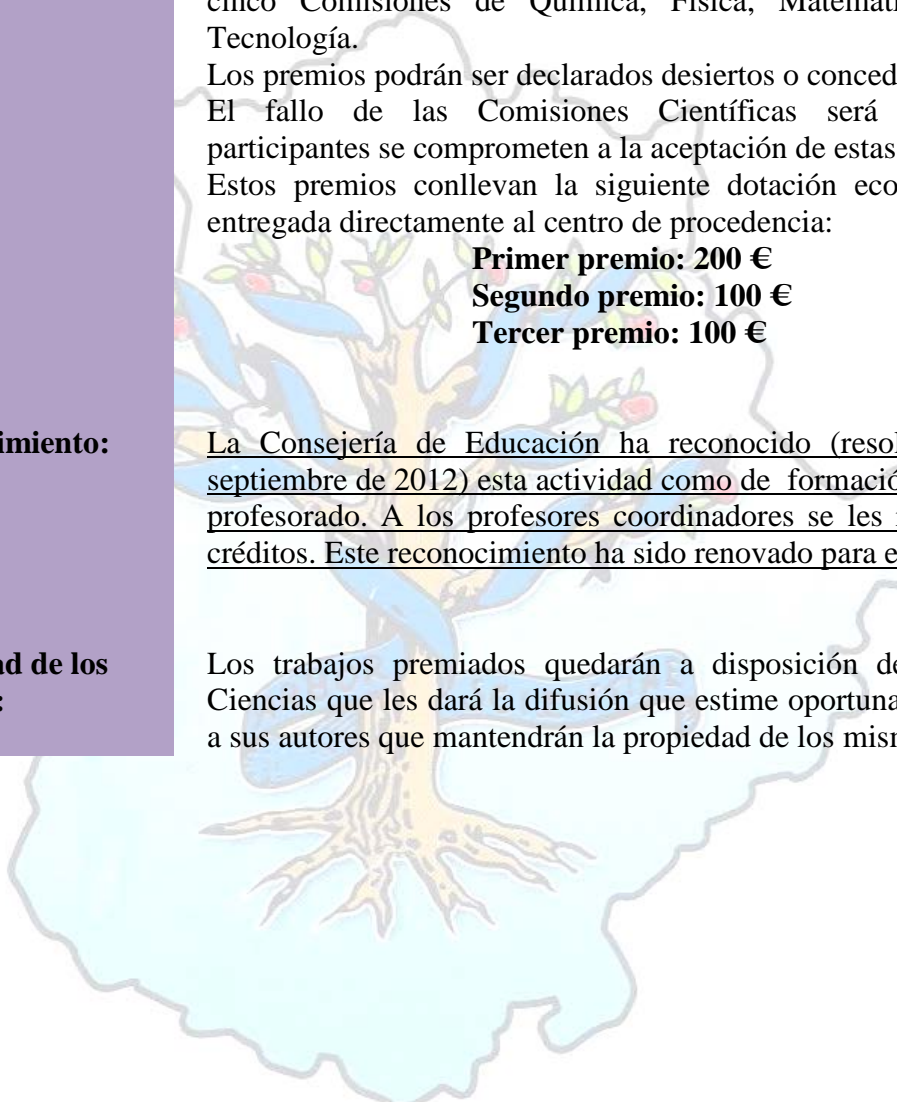 cinco Comisiones de Química, Física, Matemáti
Tecnología.
Los premios podrán ser declarados desiertos o conced
El fallo de las Comisiones Científicas será
participantes se comprometen a la aceptación de estas
Estos premios conllevan la siguiente dotación eco
entregada directamente al centro de procedencia:
Primer premio: 200 €
Segundo premio: 100 €
Tercer premio: 100 €
imiento:
La Consejería de Educación ha reconocido (resol
septiembre de 2012) esta actividad como de formació
profesorado. A los profesores coordinadores se les
créditos. Este reconocimiento ha sido renovado para e
ad de los
:
Los trabajos premiados quedarán a disposición de
Ciencias que les dará la difusión que estime oportuna
a sus autores que mantendrán la propiedad de los misr